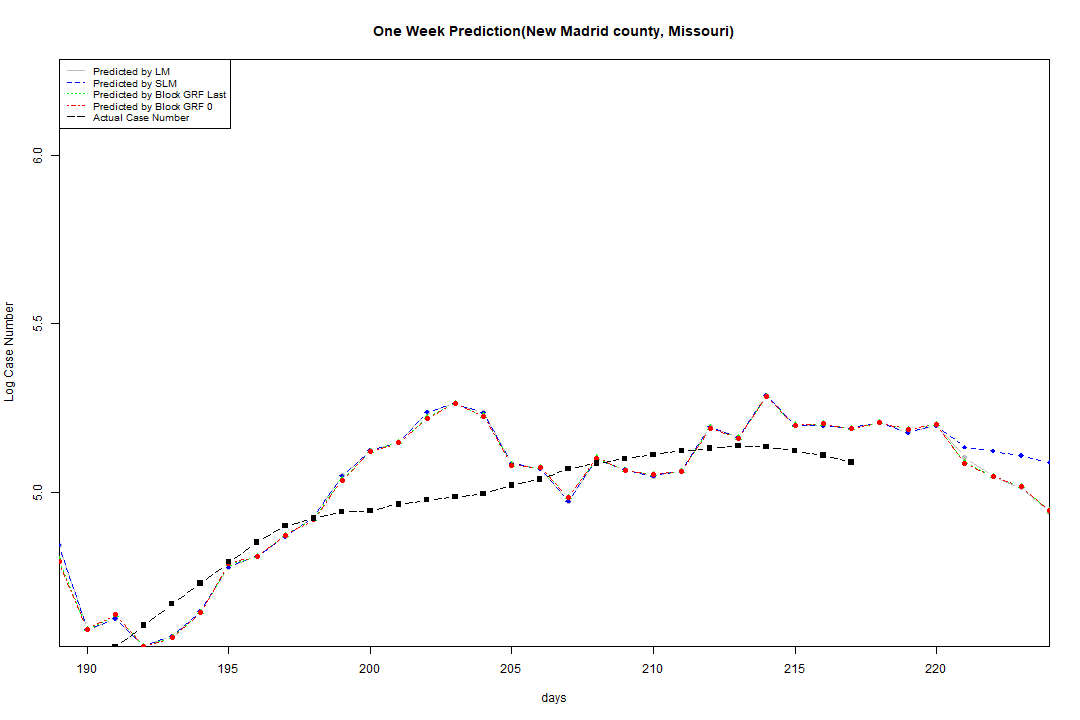 One Week Prediction(New Madrid county, Missouri)
Predicted by LM
Predicted by SLM
Predicted by Block GRF Last
Predicted by Block GRF 0
Actual Case Number
6.0
5.5
5.0
Log Case Number
190 195 200 205 210 215 220
days